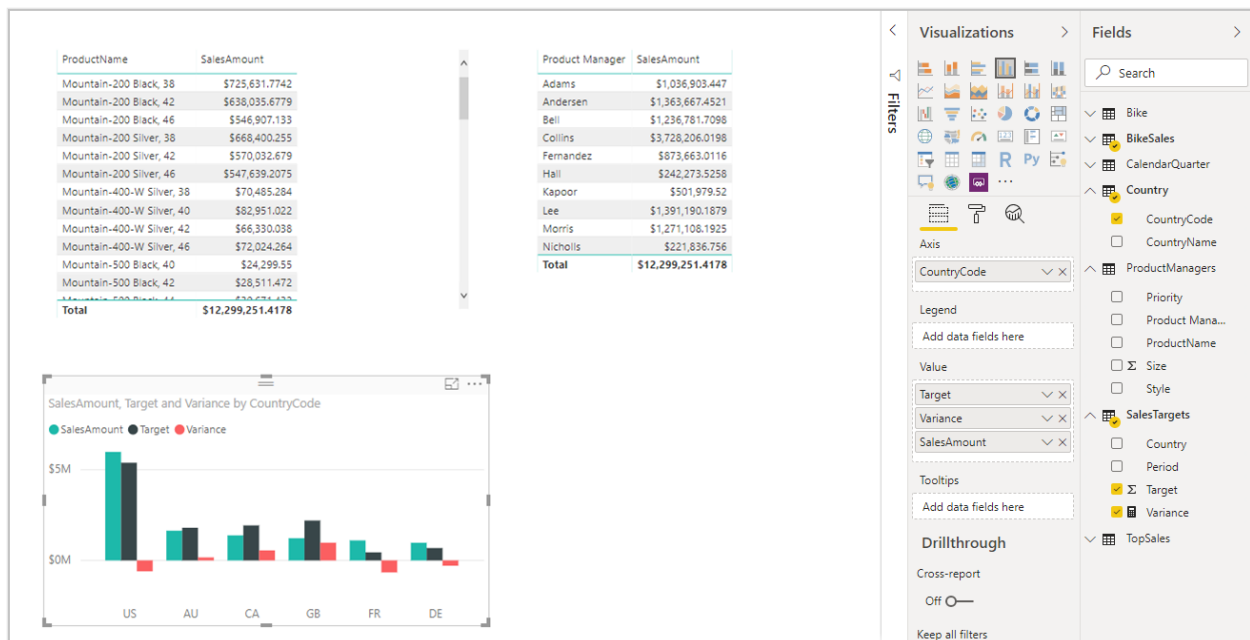 ProductName SalesAmount
Mountain-200 Black, 38 $725,631.7742
Mountain-200 Black, 42 $638,035.6779
Mountain-200 Black, 46 $546,907.133
Mountain-200 Silver, 38 $668,400.255
Mountain-200 Silver, 42 $570,032.679
Mountain-200 Silver, 46 $547,639.2075
Mountain-400-W Silver, 38 $70,485.284
Mountain-400-W Silver, 40 $82,951.022
Mountain-400-W Silver, 42 $66,330.038
Mountain-400-W Silver, 46 $72,024.264
Mountain-500 Black, 40 $24,299.55
Mountain-500 Black, 42 $28,511.472
Total $12,299,251.4178
Product Manager SalesAmount
Adams $1,036,903.447
Andersen $1,363,667.4521
Bell $1,236,781.7098
Collins $3,728,206.0198
Fernandez $873,663.0116
Hall $242,273.5258
Kapoor $501,979.52
Lee $1,391,190.1879
Morris $1,271,108.1925
Nicholls $221,836.756
Total $12,299,251.4178
SalesAmount, Target and Variance by CountryCode
SalesAmount Target Variance
$5M
$0M
US AU CA GB FR DE
Filters
Visualizations
R Py
Axis
CountryCode
Legend
Add data fields here
Value
Target
Variance
SalesAmount
Tooltips
Add data fields here
Drillthrough
Cross-report
Off
Keep all filters
Fields
Search
Bike
BikeSales
CalendarQuarter
Country
CountryCode
CountryName
ProductManagers
Priority
Product Mana...
ProductName
Σ Size
Style
SalesTargets
Country
Period
Σ Target
Variance
TopSales